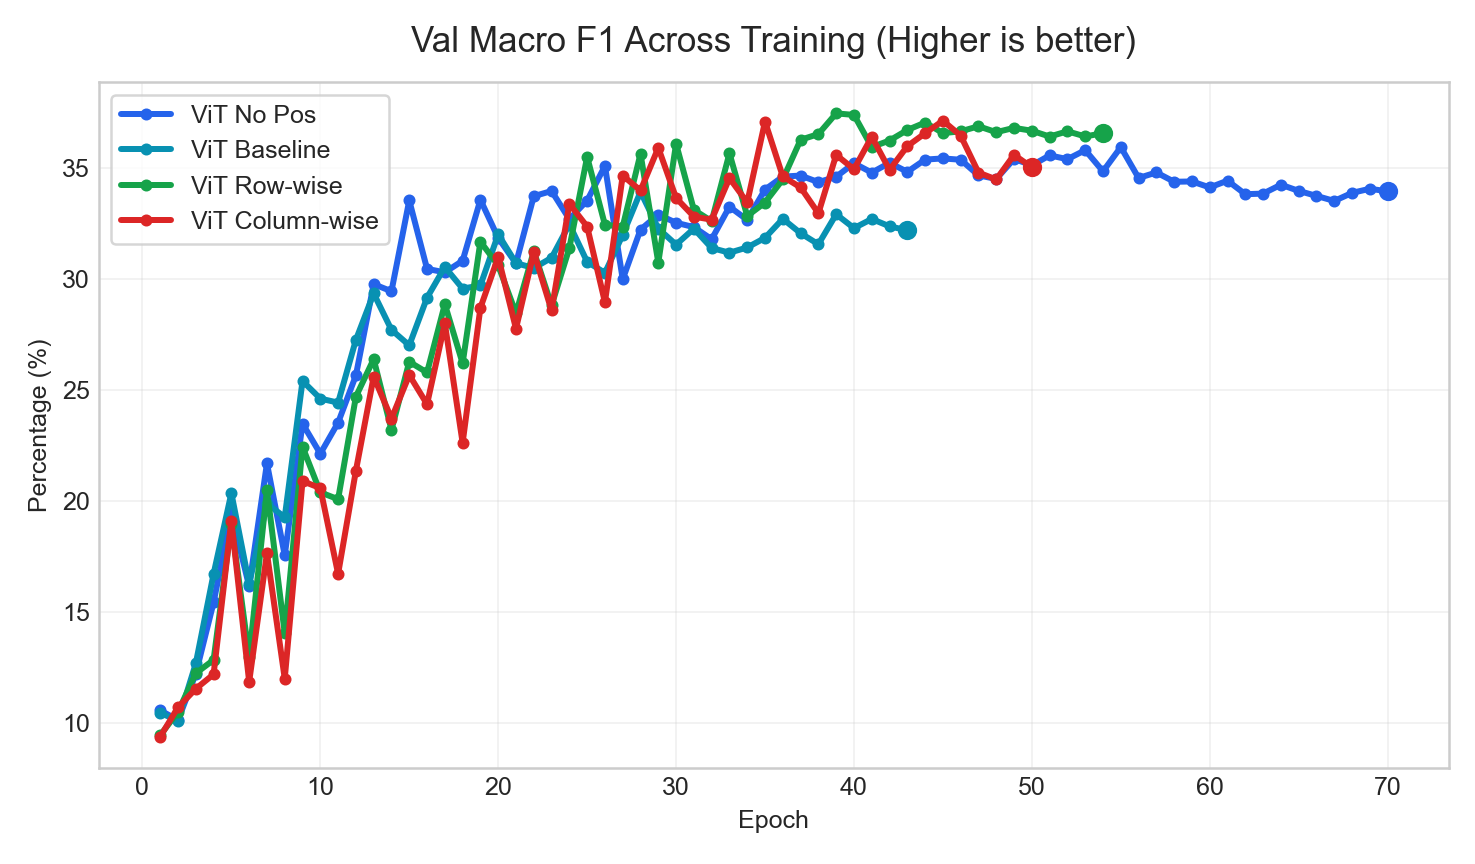 Val Macro F1 Across Training (Higher is better)
ViT No Pos
ViT Baseline
ViT Row-wise
ViT Column-wise
Percentage (%)
35
30
25
20
15
10
0 10 20 30 40 50 60 70
Epoch